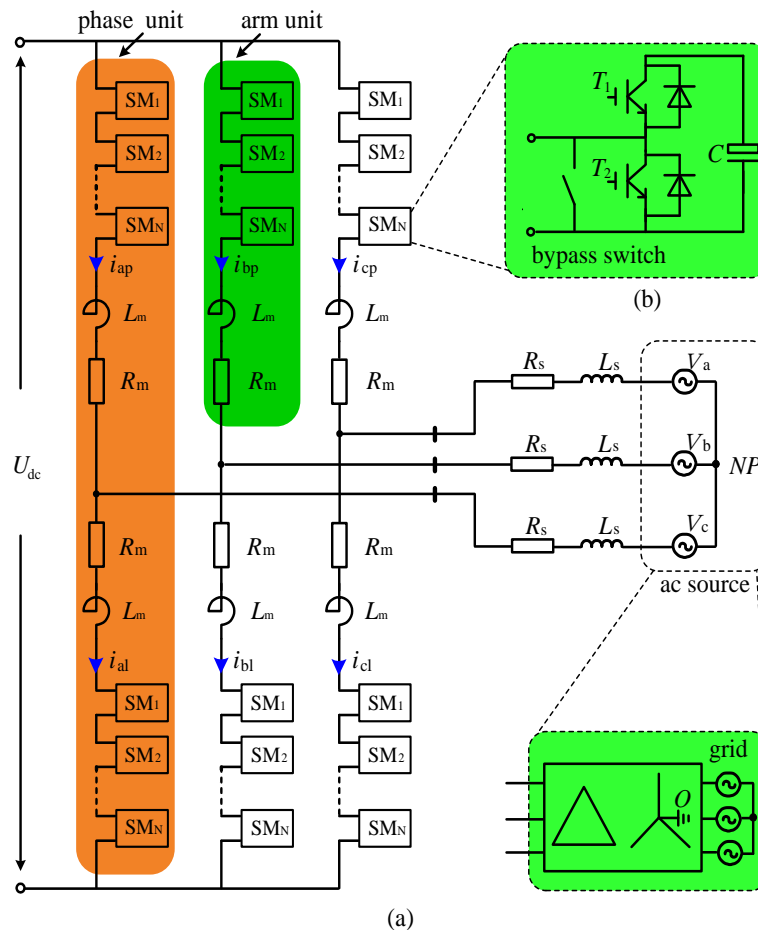 phase unit
arm unit
SM1
SM1
SM1
SM2
SM2
SM2
SMN
SMN
SMN
iap
ibp
icp
Lm
Lm
Lm
Rm
Rm
Rm
T1
T2
C
bypass switch
(b)
Rs
Ls
Va
Rs
Ls
Vb
Rs
Ls
Vc
NP
ac source
Udc
Rm
Rm
Rm
Lm
Lm
Lm
ial
ibl
icl
SM1
SM1
SM1
SM2
SM2
SM2
SMN
SMN
SMN
grid
O
(a)